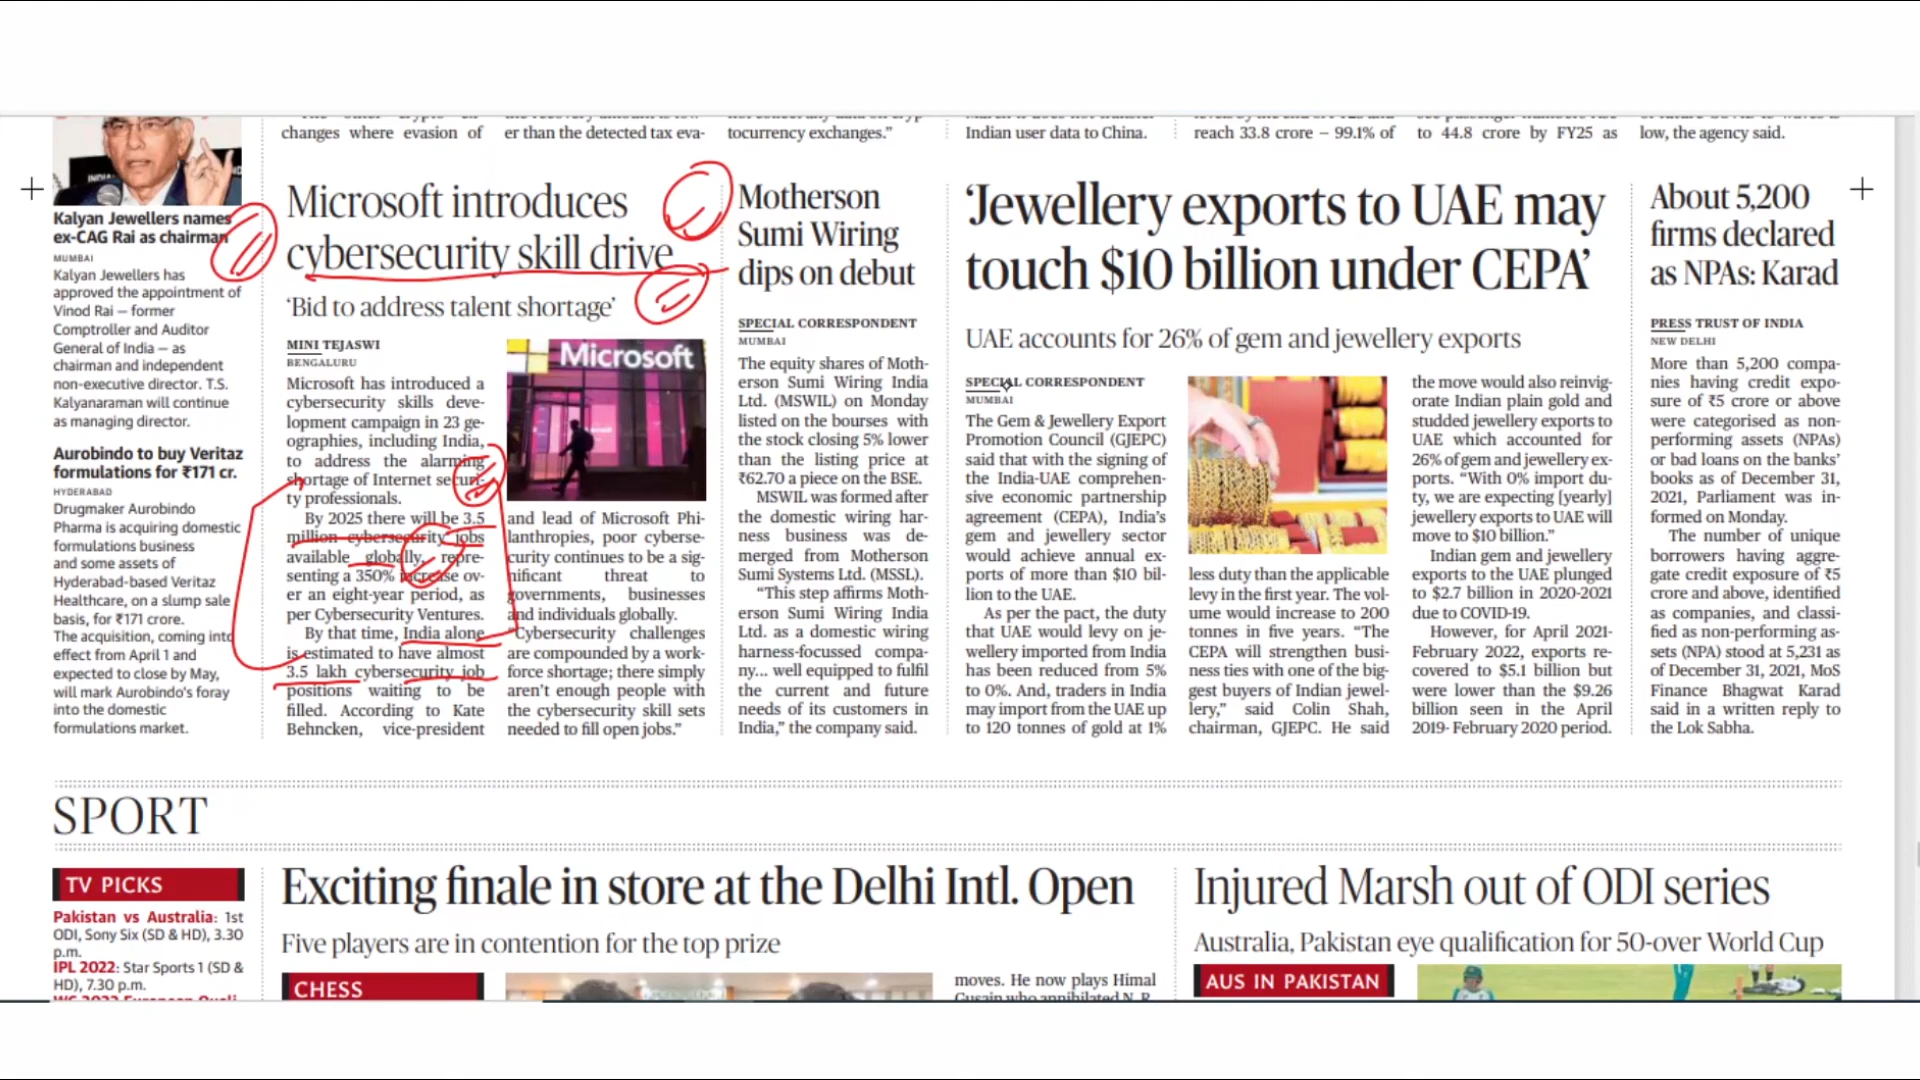 changes where evasion of
er than the detected tax eva-
tocurrency exchanges.”
Indian user data to China.
reach 33.8 crore – 99.1% of
to 44.8 crore by FY25 as
low, the agency said.
Kalyan Jewellers names
ex-CAG Rai as chairman
MUMBAI
Kalyan Jewellers has
approved the appointment of
Vinod Rai — former
Comptroller and Auditor
General of India — as
chairman and independent
non-executive director. T.S.
Kalyanaraman will continue
as managing director.
Aurobindo to buy Veritaz
formulations for ₹171 cr.
HYDERABAD
Drugmaker Aurobindo
Pharma is acquiring domestic
formulations business
and some assets of
Hyderabad-based Veritaz
Healthcare, on a slump sale
basis, for ₹171 crore.
The acquisition, coming into
effect from April 1 and
expected to close by May,
will mark Aurobindo’s foray
into the domestic
formulations market.
Microsoft introduces
cybersecurity skill drive
‘Bid to address talent shortage’
MINI TEJASWI
BENGALURU
Microsoft has introduced a
cybersecurity skills deve-
lopment campaign in 23 ge-
ographies, including India,
to address the alarming
shortage of Internet securi-
ty professionals.
By 2025 there will be 3.5
million cybersecurity jobs
available globally, repre-
senting a 350% increase ov-
er an eight-year period, as
per Cybersecurity Ventures.
By that time, India alone
is estimated to have almost
3.5 lakh cybersecurity job
positions waiting to be
filled. According to Kate
Behncken, vice-president
Microsoft
and lead of Microsoft Phi-
lanthropies, poor cyberse-
curity continues to be a sig-
nificant threat to
governments, businesses
and individuals globally.
“Cybersecurity challenges
are compounded by a work-
force shortage; there simply
aren’t enough people with
the cybersecurity skill sets
needed to fill open jobs.”
Motherson
Sumi Wiring
dips on debut
SPECIAL CORRESPONDENT
MUMBAI
The equity shares of Moth-
erson Sumi Wiring India
Ltd. (MSWIL) on Monday
listed on the bourses with
the stock closing 5% lower
than the listing price at
₹62.70 a piece on the BSE.
MSWIL was formed after
the domestic wiring har-
ness business was de-
merged from Motherson
Sumi Systems Ltd. (MSSL).
“This step affirms Moth-
erson Sumi Wiring India
Ltd. as a domestic wiring
harness-focussed compa-
ny... well equipped to fulfil
the current and future
needs of its customers in
India,” the company said.
‘Jewellery exports to UAE may
touch $10 billion under CEPA’
UAE accounts for 26% of gem and jewellery exports
SPECIAL CORRESPONDENT
MUMBAI
The Gem & Jewellery Export
Promotion Council (GJEPC)
said that with the signing of
the India-UAE comprehen-
sive economic partnership
agreement (CEPA), India’s
gem and jewellery sector
would achieve annual ex-
ports of more than $10 bil-
lion to the UAE.
As per the pact, the duty
that UAE would levy on je-
wellery imported from India
has been reduced from 5%
to 0%. And, traders in India
may import from the UAE up
to 120 tonnes of gold at 1%
less duty than the applicable
levy in the first year. The vol-
ume would increase to 200
tonnes in five years. “The
CEPA will strengthen busi-
ness ties with one of the big-
gest buyers of Indian jewel-
lery,” said Colin Shah,
chairman, GJEPC. He said
the move would also reinvig-
orate Indian plain gold and
studded jewellery exports to
UAE which accounted for
26% of gem and jewellery ex-
ports. “With 0% import du-
ty, we are expecting [yearly]
jewellery exports to UAE will
move to $10 billion.”
Indian gem and jewellery
exports to the UAE plunged
to $2.7 billion in 2020-2021
due to COVID-19.
However, for April 2021-
February 2022, exports re-
covered to $5.1 billion but
were lower than the $9.26
billion seen in the April
2019- February 2020 period.
About 5,200
firms declared
as NPAs: Karad
PRESS TRUST OF INDIA
NEW DELHI
More than 5,200 compa-
nies having credit expo-
sure of ₹5 crore or above
were categorised as non-
performing assets (NPAs)
or bad loans on the banks’
books as of December 31,
2021, Parliament was in-
formed on Monday.
The number of unique
borrowers having aggre-
gate credit exposure of ₹5
crore and above, identified
as companies, and classi-
fied as non-performing as-
sets (NPA) stood at 5,231 as
of December 31, 2021, MoS
Finance Bhagwat Karad
said in a written reply to
the Lok Sabha.
SPORT
TV PICKS
Pakistan vs Australia: 1st
ODI, Sony Six (SD & HD), 3.30
p.m.
IPL 2022: Star Sports 1 (SD &
HD), 7.30 p.m.
Exciting finale in store at the Delhi Intl. Open
Five players are in contention for the top prize
CHESS
moves. He now plays Himal
Injured Marsh out of ODI series
Australia, Pakistan eye qualification for 50-over World Cup
AUS IN PAKISTAN